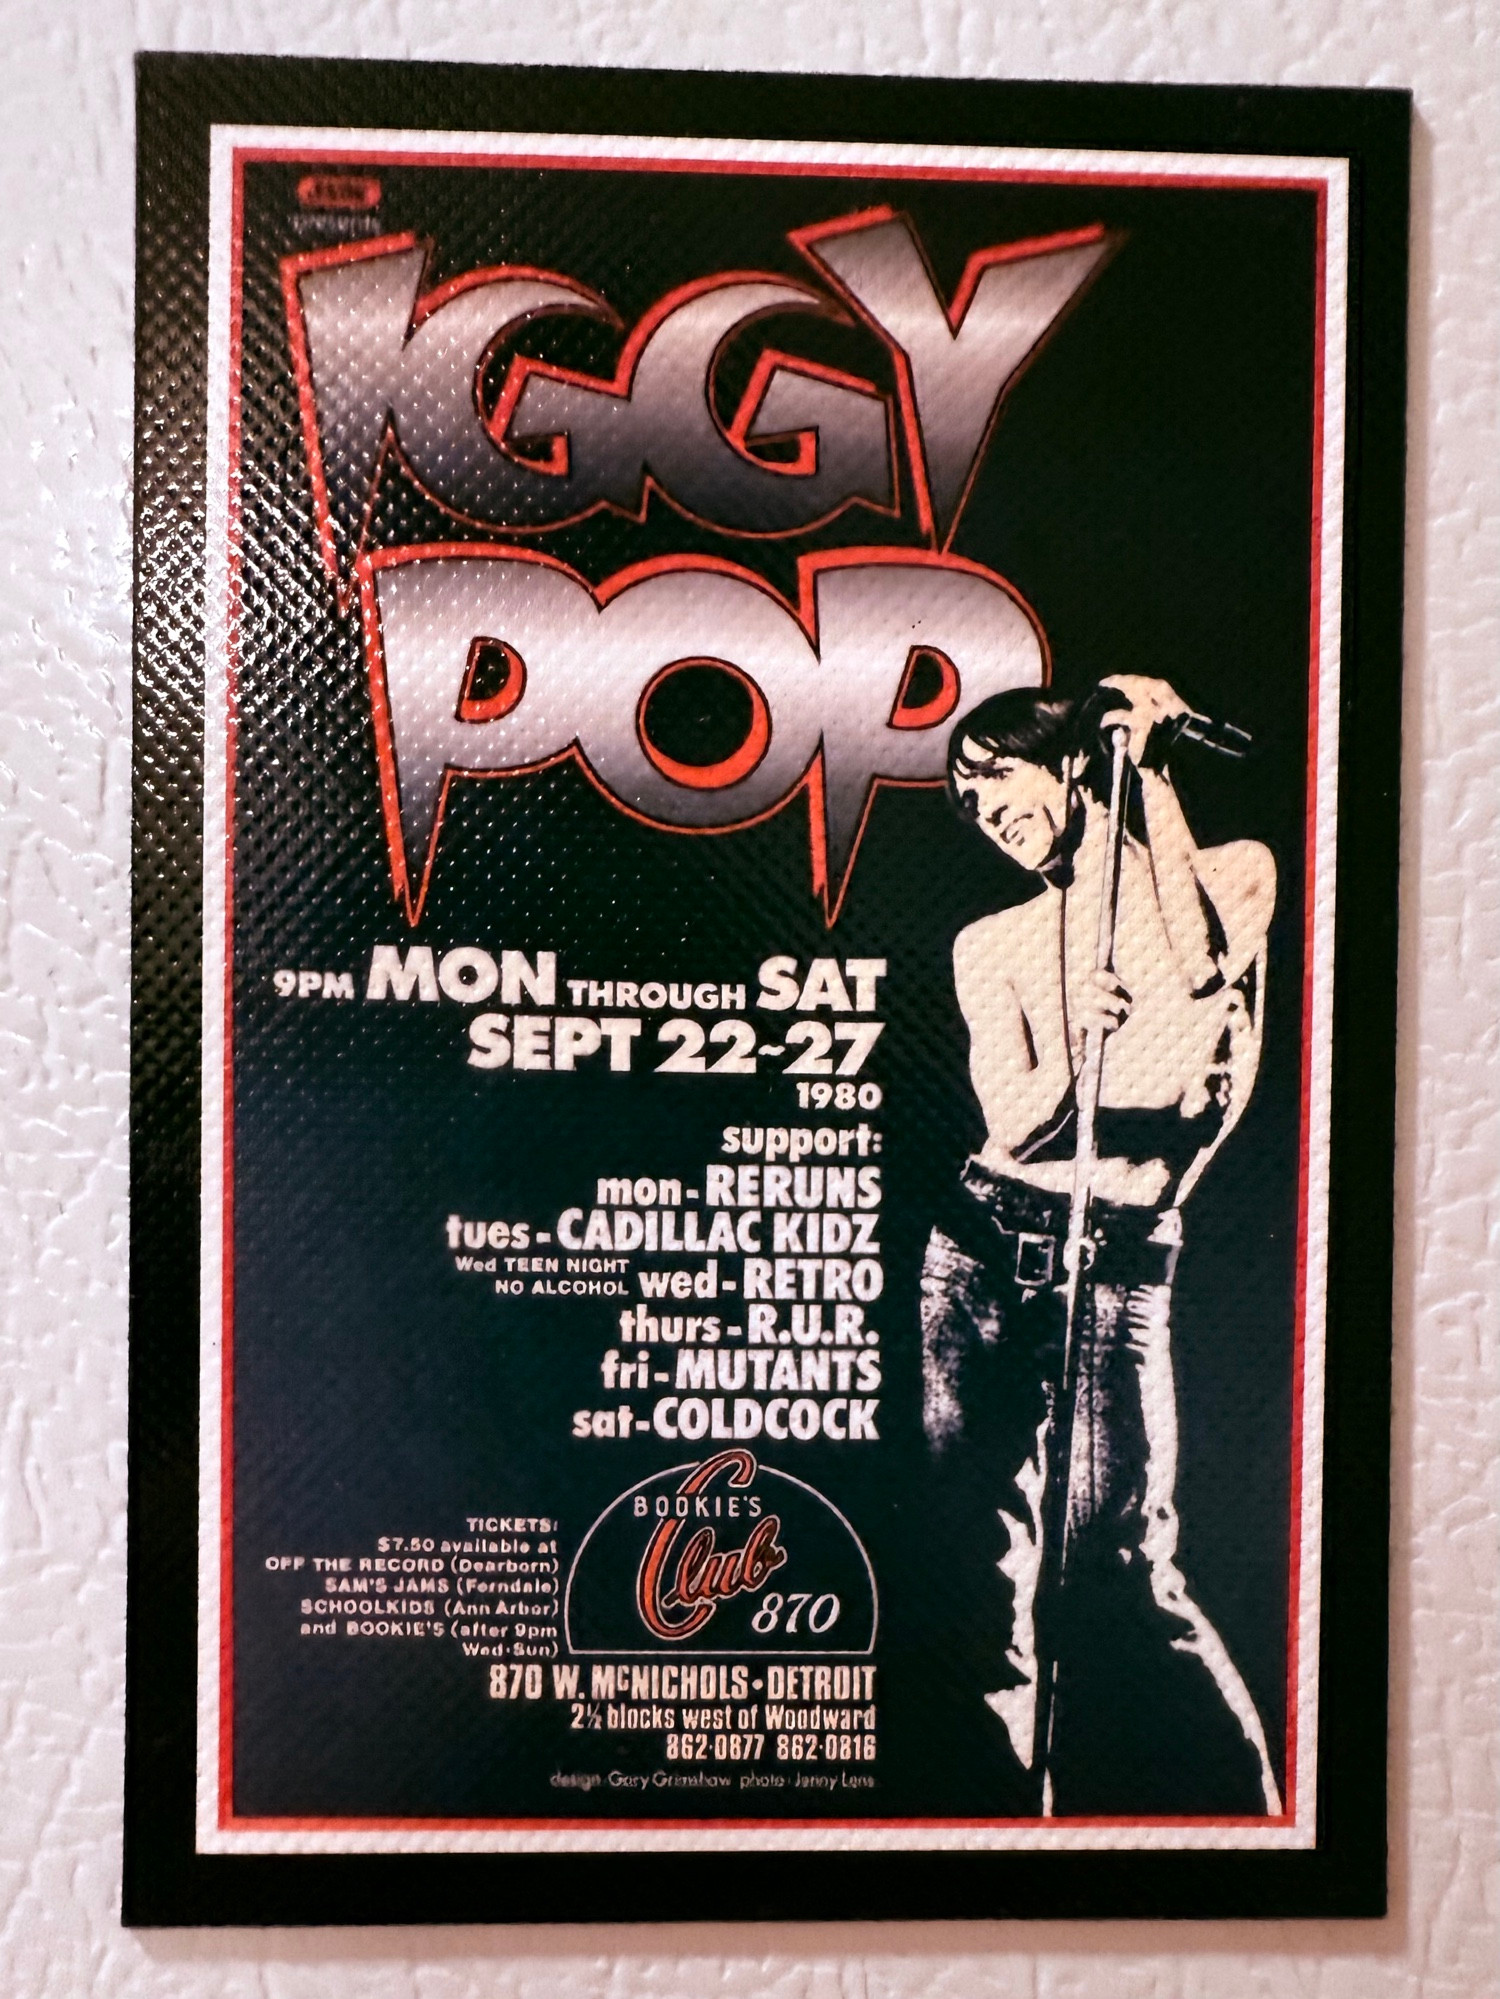 IGGY
POP
9PM MON THROUGH SAT
SEPT 22~27
1980
support:
mon-RERUNS
tues-CADILLAC KIDZ
Wed TEEN NIGHT
NO ALCOHOL wed-RETRO
thurs-R.U.R.
fri-MUTANTS
sat-COLDCOCK
BOOKIE'S
Club
870
TICKETS:
$7.50 available at
OFF THE RECORD (Dearborn)
SAM'S JAMS (Ferndale)
SCHOOLKIDS (Ann Arbor)
and BOOKIE'S (after 9pm
Wed-Sun)
870 W. McNICHOLS•DETROIT
2½ blocks west of Woodward
862·0877 862·0816
design: Gary Grimshaw photo: Jenny Lens